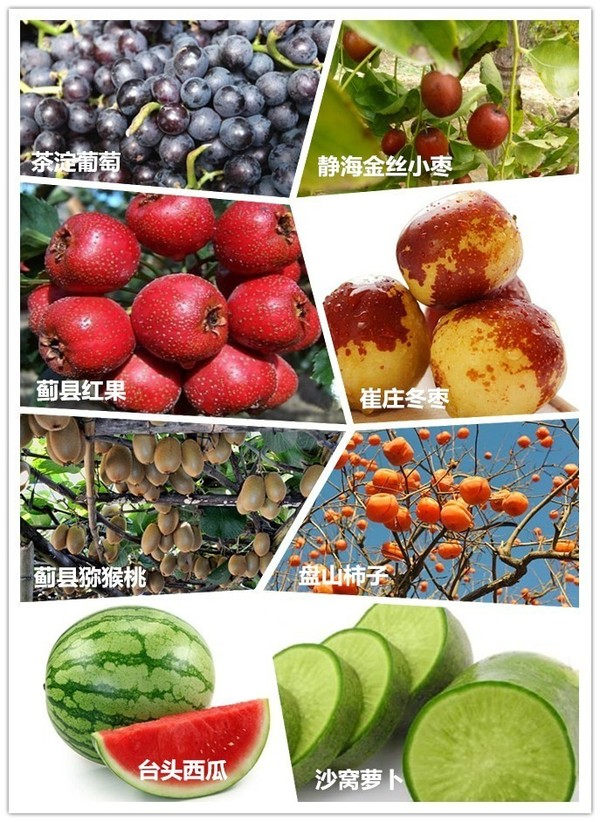 茶淀葡萄
静海金丝小枣
蓟县红果
崔庄冬枣
蓟县猕猴桃
盘山柿子
台头西瓜
沙窝萝卜